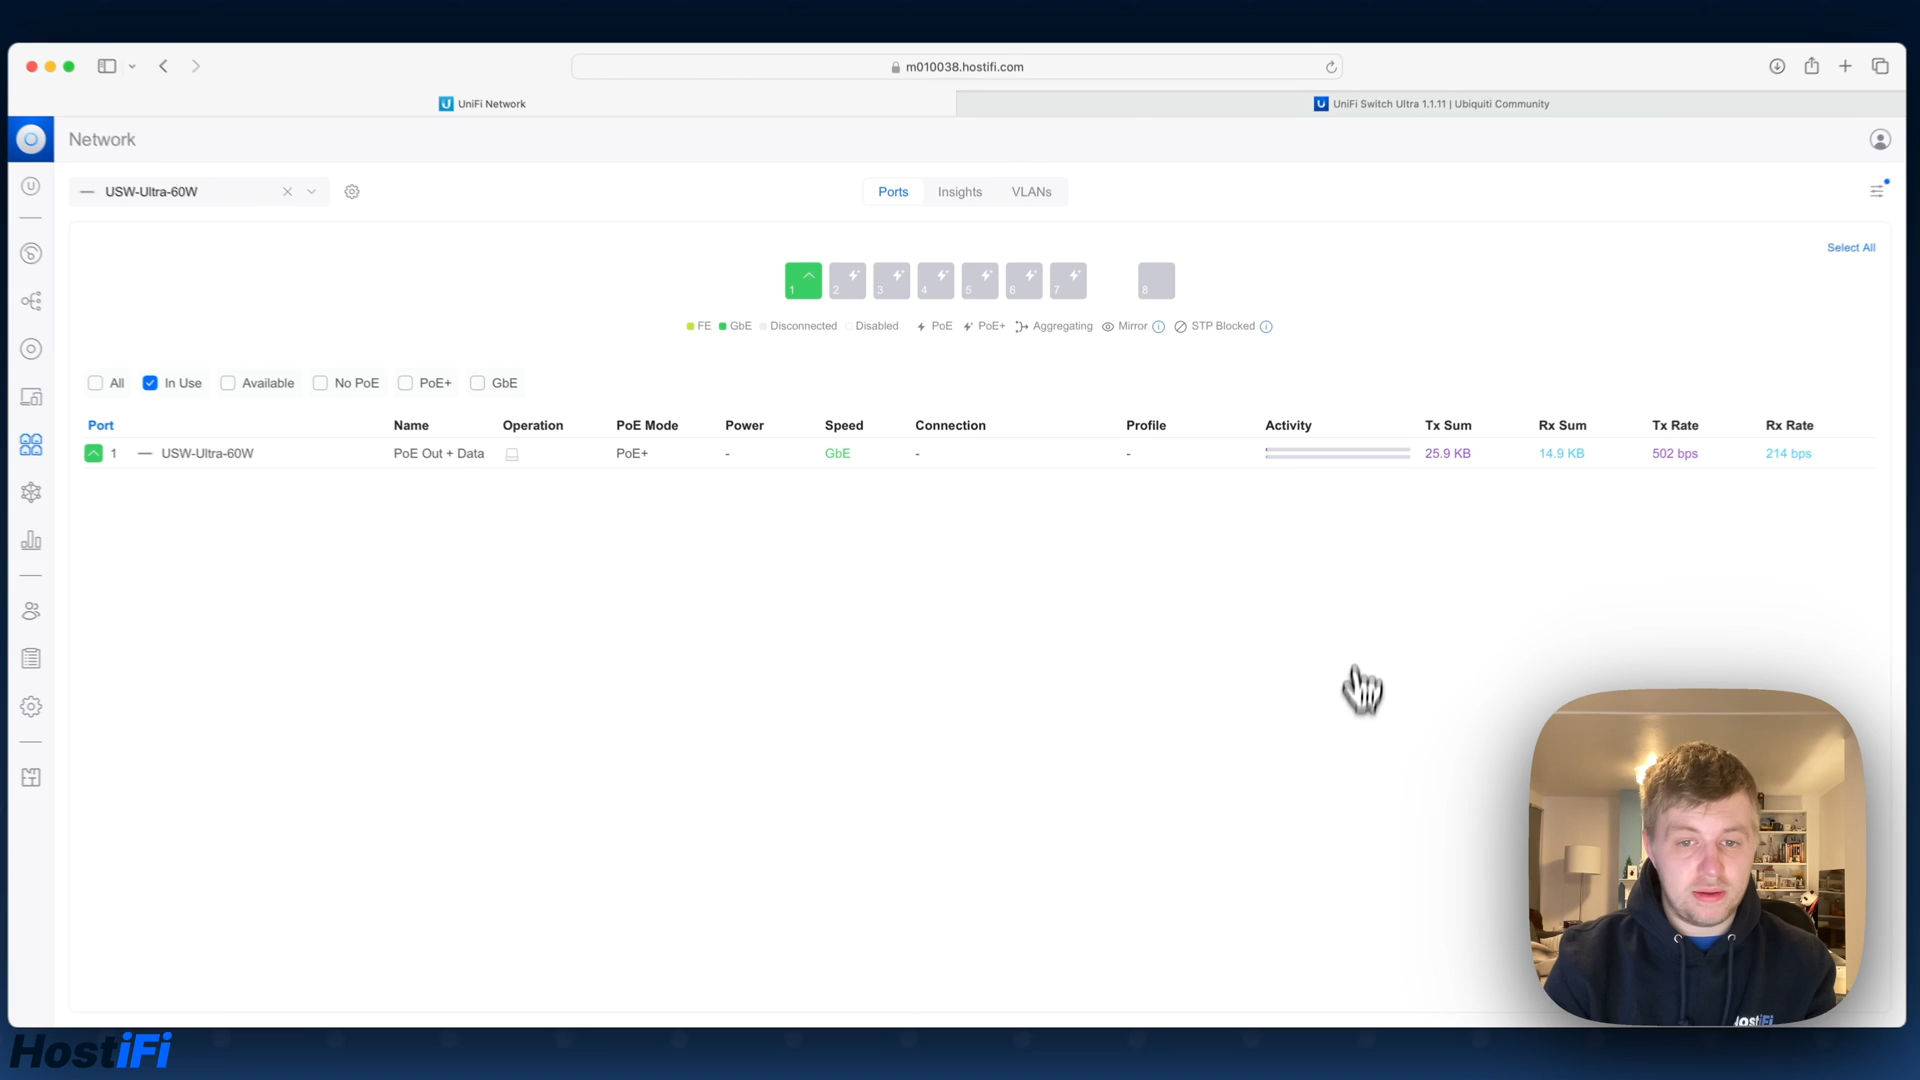 m010038.hostifi.com
UniFi Network
UniFi Switch Ultra 1.1.11 | Ubiquiti Community
Network
USW-Ultra-60W
Ports Insights VLANs
Select All
1 2 3 4 5 6 7 8
FE GbE Disconnected Disabled PoE PoE+ Aggregating Mirror STP Blocked
All In Use Available No PoE PoE+ GbE
Port Name Operation PoE Mode Power Speed Connection Profile Activity Tx Sum Rx Sum Tx Rate Rx Rate
1 USW-Ultra-60W PoE Out + Data PoE+ - GbE - - 25.9 KB 14.9 KB 502 bps 214 bps
HostiFi
HostiFi